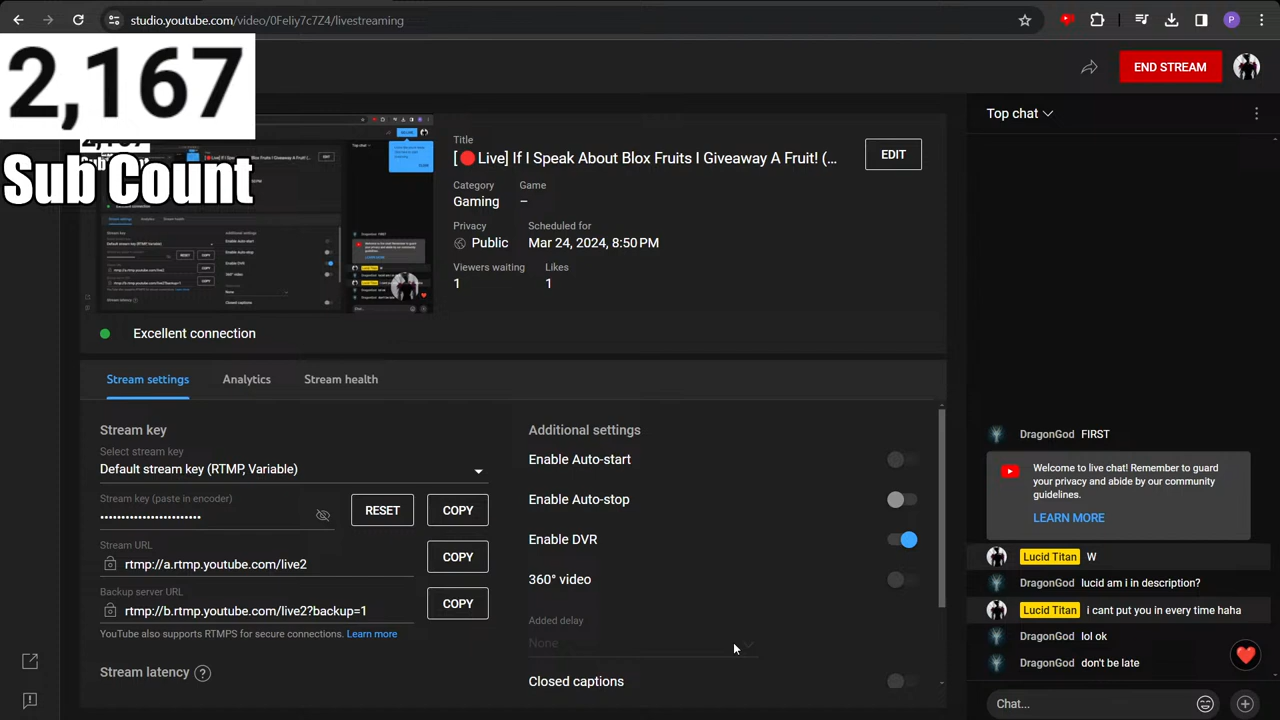 studio.youtube.com/video/0Feliy7c7Z4/livestreaming
P
2,167
Sub Count
END STREAM
Title
[🔴Live] If I Speak About Blox Fruits I Giveaway A Fruit! (...
EDIT
Category
Game
Gaming
–
Privacy
Scheduled for
Public
Mar 27, 2024, 8:50 PM
Viewers waiting
Likes
1
1
Excellent connection
Stream settings
Analytics
Stream health
Stream key
Select stream key
Default stream key (RTMP, Variable)
Stream key (paste in encoder)
••••••••••••••••••••••••
RESET
COPY
Stream URL
rtmp://a.rtmp.youtube.com/live2
COPY
Backup server URL
rtmp://b.rtmp.youtube.com/live2?backup=1
COPY
YouTube also supports RTMPS for secure connections. Learn more
Stream latency
Additional settings
Enable Auto-start
Enable Auto-stop
Enable DVR
360° video
Added delay
None
Closed captions
Top chat
DragonGod FIRST
Welcome to live chat! Remember to guard
your privacy and abide by our community
guidelines.
LEARN MORE
Lucid Titan W
DragonGod lucid am i in description?
Lucid Titan i cant put you in every time haha
DragonGod lol ok
DragonGod don't be late
Chat...